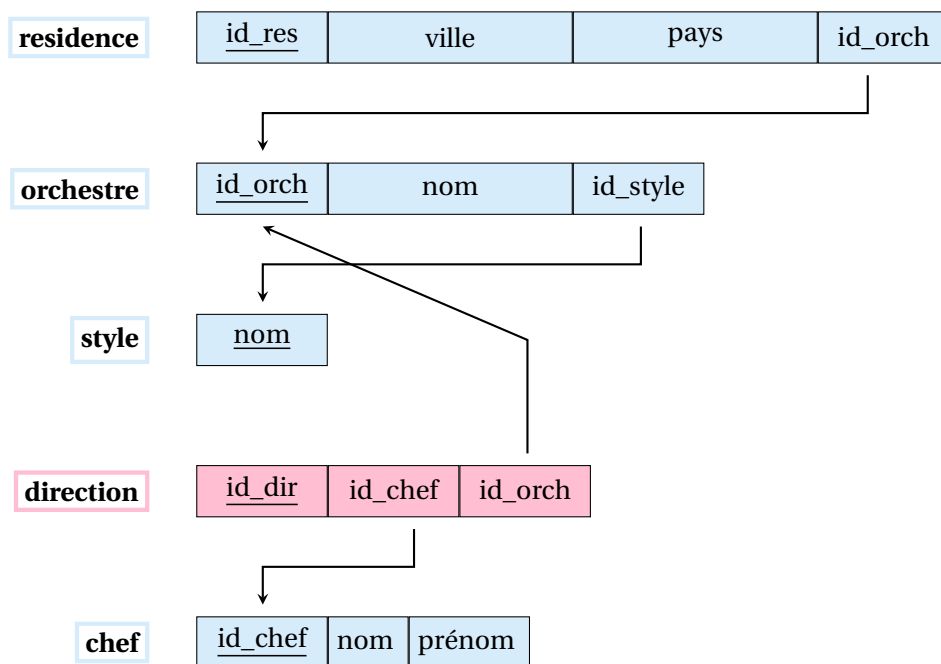 residence id_res ville pays id_orch
orchestre id_orch nom id_style
style nom
direction id_dir id_chef id_orch
chef id_chef nom prénom